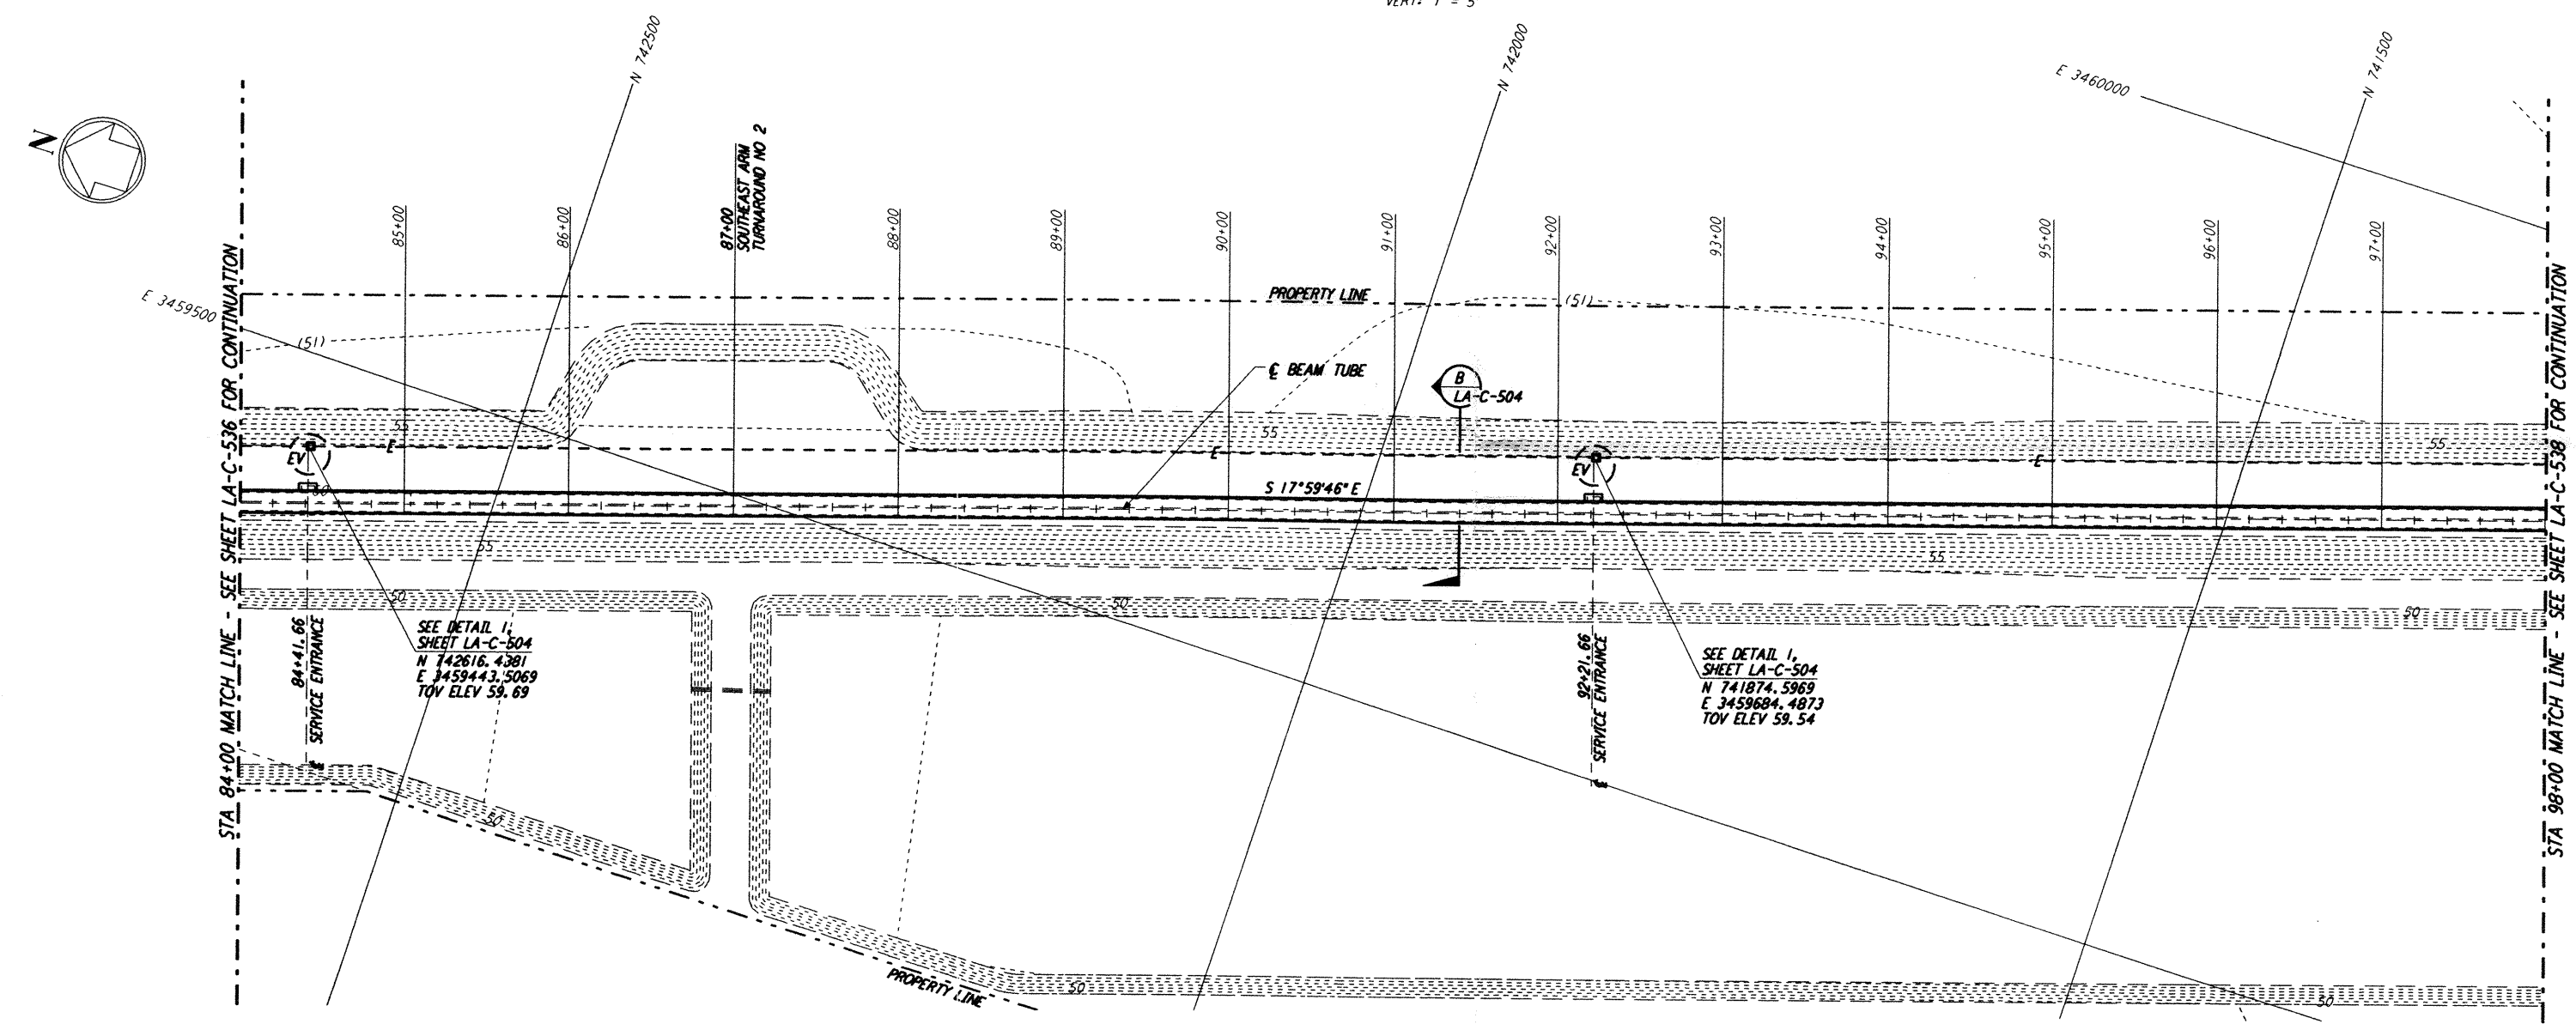 VERT: 1" = 5'
N
N 742500
N 742000
N 741500
E 3460000
E 3459500
85+00
86+00
87+00
SOUTHEAST ARM
TURNAROUND NO 2
88+00
89+00
90+00
91+00
92+00
93+00
94+00
95+00
96+00
97+00
STA 84+00 MATCH LINE - SEE SHEET LA-C-536 FOR CONTINUATION
PROPERTY LINE
(51)
(51)
℄ BEAM TUBE
B
LA-C-504
55
55
55
E
E
E
EV
EV
60
S 17°59'46" E
55
55
50
50
50
84+41.66
℄ SERVICE ENTRANCE
SEE DETAIL 1,
SHEET LA-C-504
N 742616.4381
E 3459443.5069
TOV ELEV 59.69
92+21.66
℄ SERVICE ENTRANCE
SEE DETAIL 1,
SHEET LA-C-504
N 741874.5969
E 3459684.4873
TOV ELEV 59.54
50
PROPERTY LINE
50
50
STA 98+00 MATCH LINE - SEE SHEET LA-C-538 FOR CONTINUATION